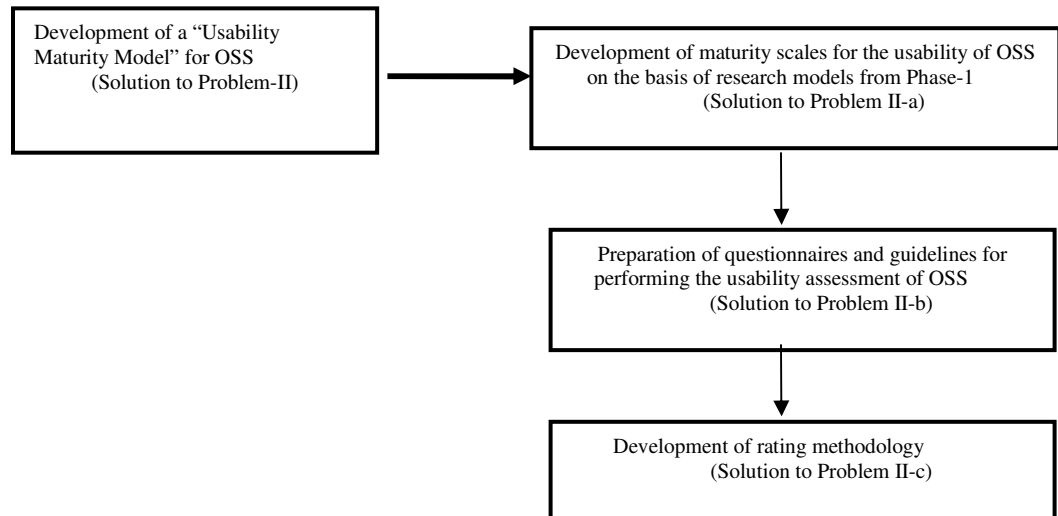 Development of a “Usability
Maturity Model” for OSS
(Solution to Problem-II)
Development of maturity scales for the usability of OSS
on the basis of research models from Phase-1
(Solution to Problem II-a)
Preparation of questionnaires and guidelines for
performing the usability assessment of OSS
(Solution to Problem II-b)
Development of rating methodology
(Solution to Problem II-c)